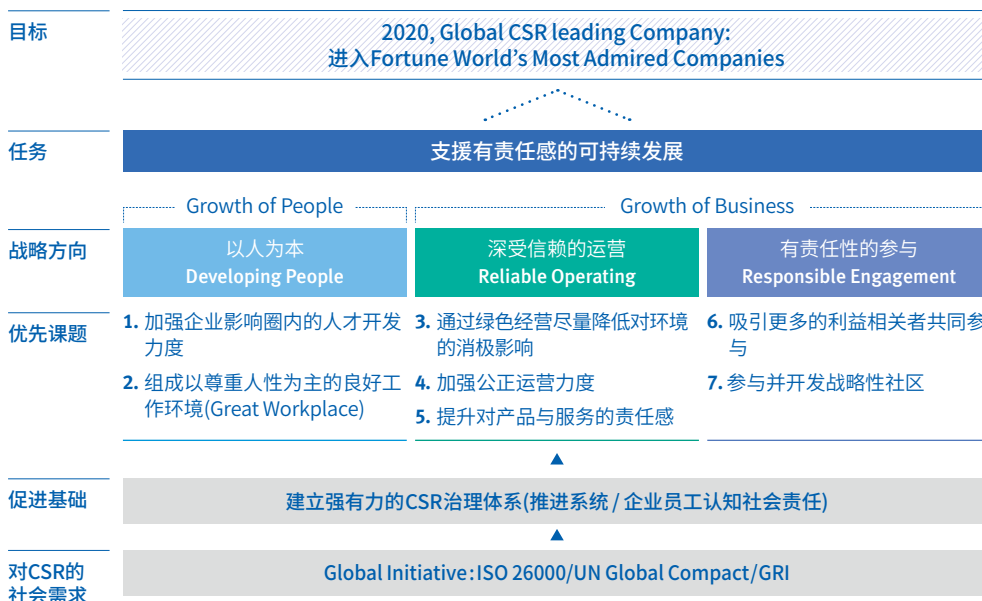 目标
2020, Global CSR leading Company:
进入Fortune World's Most Admired Companies
任务
支援有责任感的可持续发展
Growth of People
Growth of Business
战略方向
以人为本
Developing People
深受信赖的运营
Reliable Operating
有责任性的参与
Responsible Engagement
优先课题
1. 加强企业影响圈内的人才开发
力度
2. 组成以尊重人性为主的良好工
作环境(Great Workplace)
3. 通过绿色经营尽量降低对环境
的消极影响
4. 加强公正运营力度
5. 提升对产品与服务的责任感
6. 吸引更多的利益相关者共同参
与
7. 参与并开发战略性社区
促进基础
建立强有力的CSR治理体系(推进系统 / 企业员工认知社会责任)
对CSR的
社会需求
Global Initiative:ISO 26000/UN Global Compact/GRI